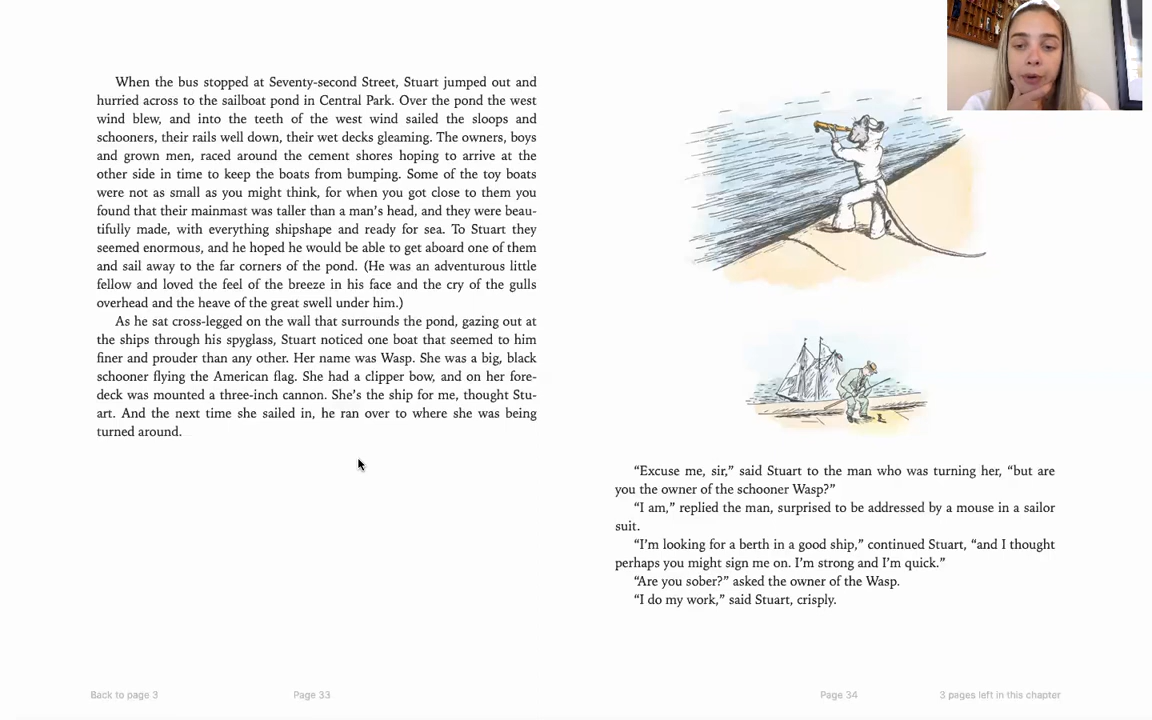 When the bus stopped at Seventy-second Street, Stuart jumped out and
hurried across to the sailboat pond in Central Park. Over the pond the west
wind blew, and into the teeth of the west wind sailed the sloops and
schooners, their rails well down, their wet decks gleaming. The owners, boys
and grown men, raced around the cement shores hoping to arrive at the
other side in time to keep the boats from bumping. Some of the toy boats
were not as small as you might think, for when you got close to them you
found that their mainmast was taller than a man’s head, and they were beau-
tifully made, with everything shipshape and ready for sea. To Stuart they
seemed enormous, and he hoped he would be able to get aboard one of them
and sail away to the far corners of the pond. (He was an adventurous little
fellow and loved the feel of the breeze in his face and the cry of the gulls
overhead and the heave of the great swell under him.)
As he sat cross-legged on the wall that surrounds the pond, gazing out at
the ships through his spyglass, Stuart noticed one boat that seemed to him
finer and prouder than any other. Her name was Wasp. She was a big, black
schooner flying the American flag. She had a clipper bow, and on her fore-
deck was mounted a three-inch cannon. She’s the ship for me, thought Stu-
art. And the next time she sailed in, he ran over to where she was being
turned around.
“Excuse me, sir,” said Stuart to the man who was turning her, “but are
you the owner of the schooner Wasp?”
“I am,” replied the man, surprised to be addressed by a mouse in a sailor
suit.
“I’m looking for a berth in a good ship,” continued Stuart, “and I thought
perhaps you might sign me on. I’m strong and I’m quick.”
“Are you sober?” asked the owner of the Wasp.
“I do my work,” said Stuart, crisply.
Back to page 3
Page 33
Page 34
3 pages left in this chapter